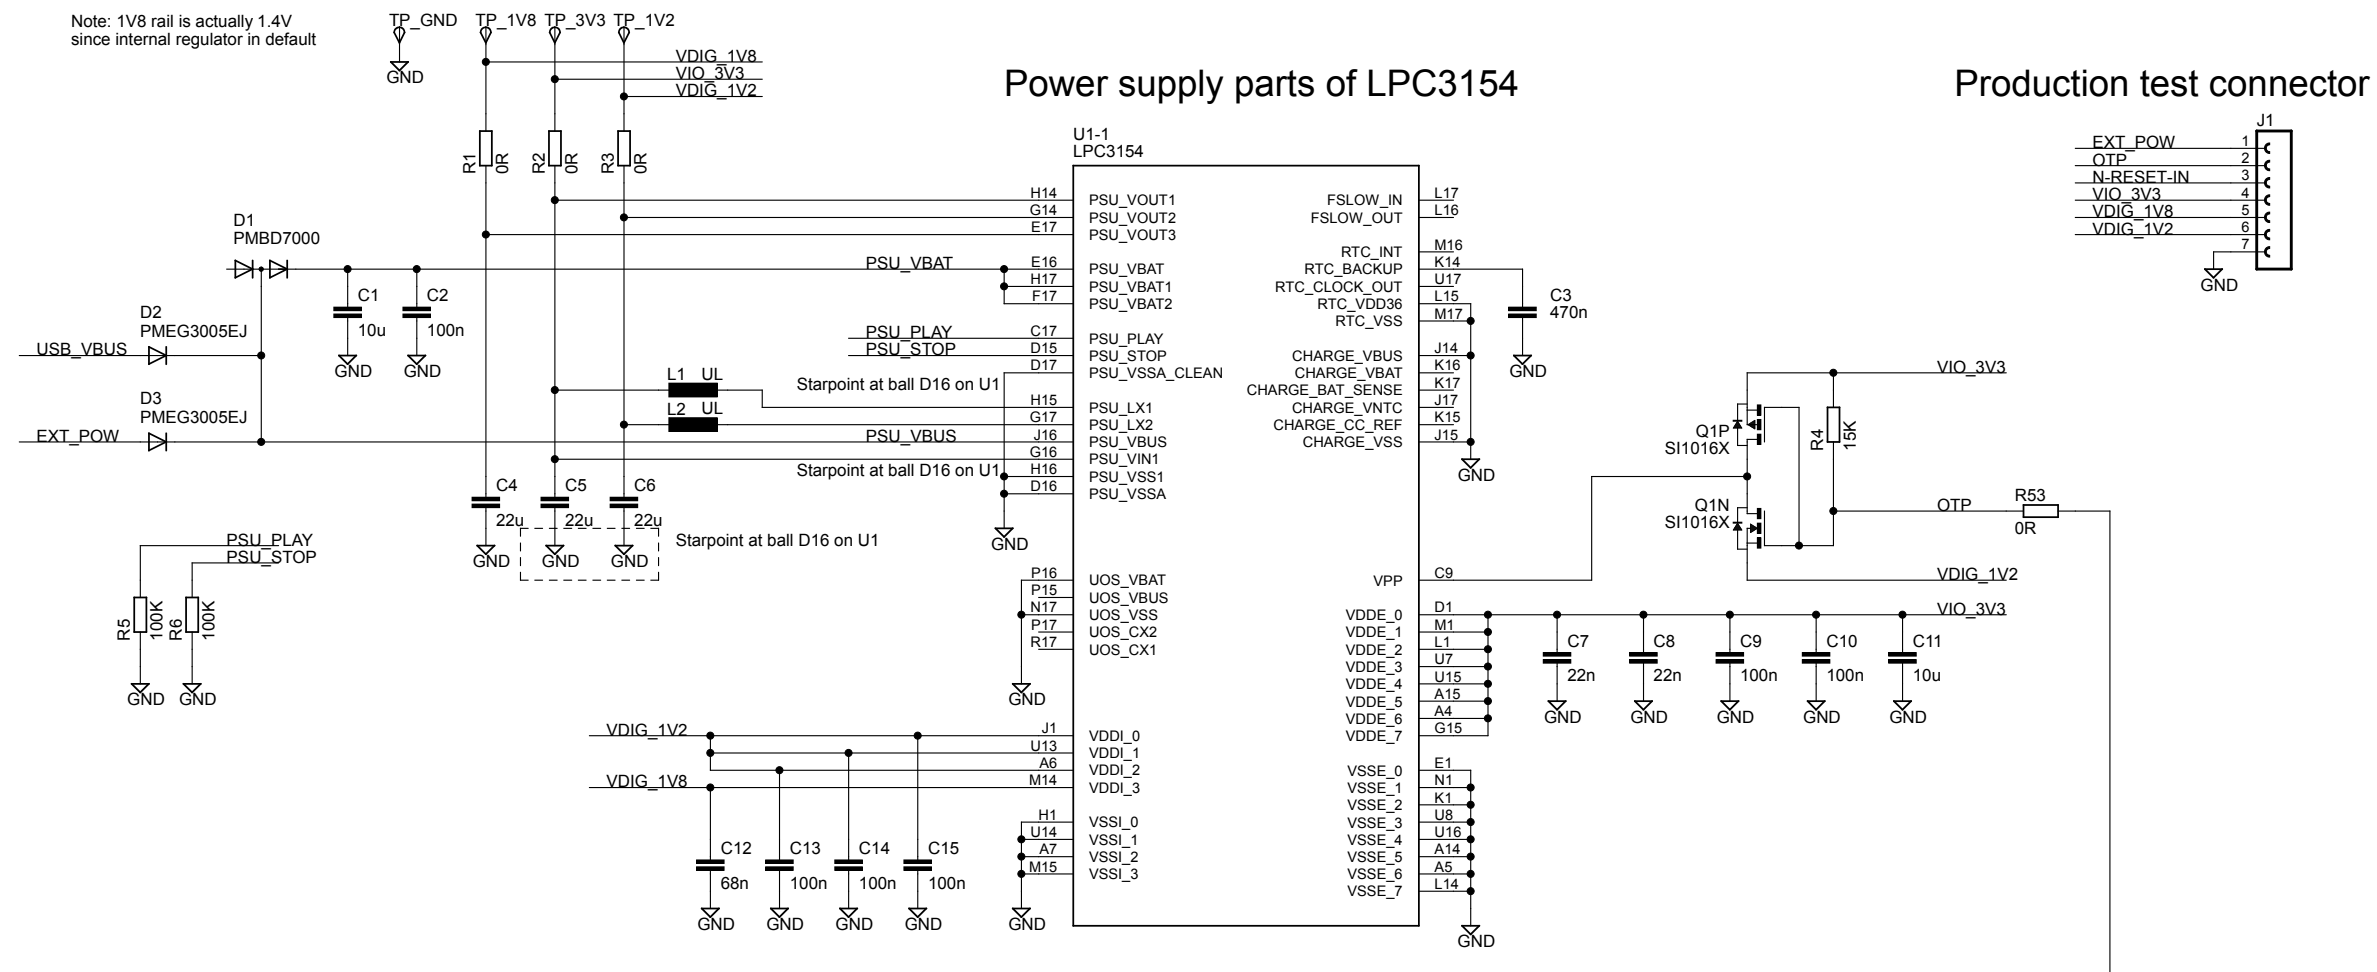 Note: 1V8 rail is actually 1.4V
since internal regulator in default
TP_GND TP_1V8 TP_3V3 TP_1V2
GND
VDIG_1V8
VIO_3V3
VDIG_1V2
Power supply parts of LPC3154
Production test connector
R1 0R
R2 0R
R3 0R
D1
PMBD7000
D2
PMEG3005EJ
USB_VBUS
D3
PMEG3005EJ
EXT_POW
C1
10u
GND
C2
100n
GND
PSU_VBAT
PSU_PLAY
PSU_STOP
Starpoint at ball D16 on U1
L1 UL
L2 UL
PSU_VBUS
Starpoint at ball D16 on U1
C4
22u
GND
C5
22u
GND
C6
22u
GND
Starpoint at ball D16 on U1
GND
PSU_PLAY
PSU_STOP
R5 100K
R6 100K
GND
GND
GND
VDIG_1V2
VDIG_1V8
C12
68n
GND
C13
100n
GND
C14
100n
GND
C15
100n
GND
GND
U1-1
LPC3154
H14 PSU_VOUT1
G14 PSU_VOUT2
E17 PSU_VOUT3
E16 PSU_VBAT
H17 PSU_VBAT1
F17 PSU_VBAT2
C17 PSU_PLAY
D15 PSU_STOP
D17 PSU_VSSA_CLEAN
H15 PSU_LX1
G17 PSU_LX2
J16 PSU_VBUS
G16 PSU_VIN1
H16 PSU_VSS1
D16 PSU_VSSA
P16 UOS_VBAT
P15 UOS_VBUS
N17 UOS_VSS
P17 UOS_CX2
R17 UOS_CX1
J1 VDDI_0
U13 VDDI_1
A6 VDDI_2
M14 VDDI_3
H1 VSSI_0
U14 VSSI_1
A7 VSSI_2
M15 VSSI_3
FSLOW_IN L17
FSLOW_OUT L16
RTC_INT M16
RTC_BACKUP K14
RTC_CLOCK_OUT U17
RTC_VDD36 L15
RTC_VSS M17
CHARGE_VBUS J14
CHARGE_VBAT K16
CHARGE_BAT_SENSE K17
CHARGE_VNTC J17
CHARGE_CC_REF K15
CHARGE_VSS J15
VPP C9
VDDE_0 D1
VDDE_1 M1
VDDE_2 L1
VDDE_3 U7
VDDE_4 U15
VDDE_5 A15
VDDE_6 A4
VDDE_7 G15
VSSE_0 E1
VSSE_1 N1
VSSE_2 K1
VSSE_3 U8
VSSE_4 U16
VSSE_5 A14
VSSE_6 A5
VSSE_7 L14
GND
C3
470n
GND
GND
VIO_3V3
Q1P
SI1016X
R4 15K
Q1N
SI1016X
OTP
R53
0R
VDIG_1V2
VIO_3V3
C7
22n
GND
C8
22n
GND
C9
100n
GND
C10
100n
GND
C11
10u
GND
J1
EXT_POW 1
OTP 2
N-RESET-IN 3
VIO_3V3 4
VDIG_1V8 5
VDIG_1V2 6
7
GND